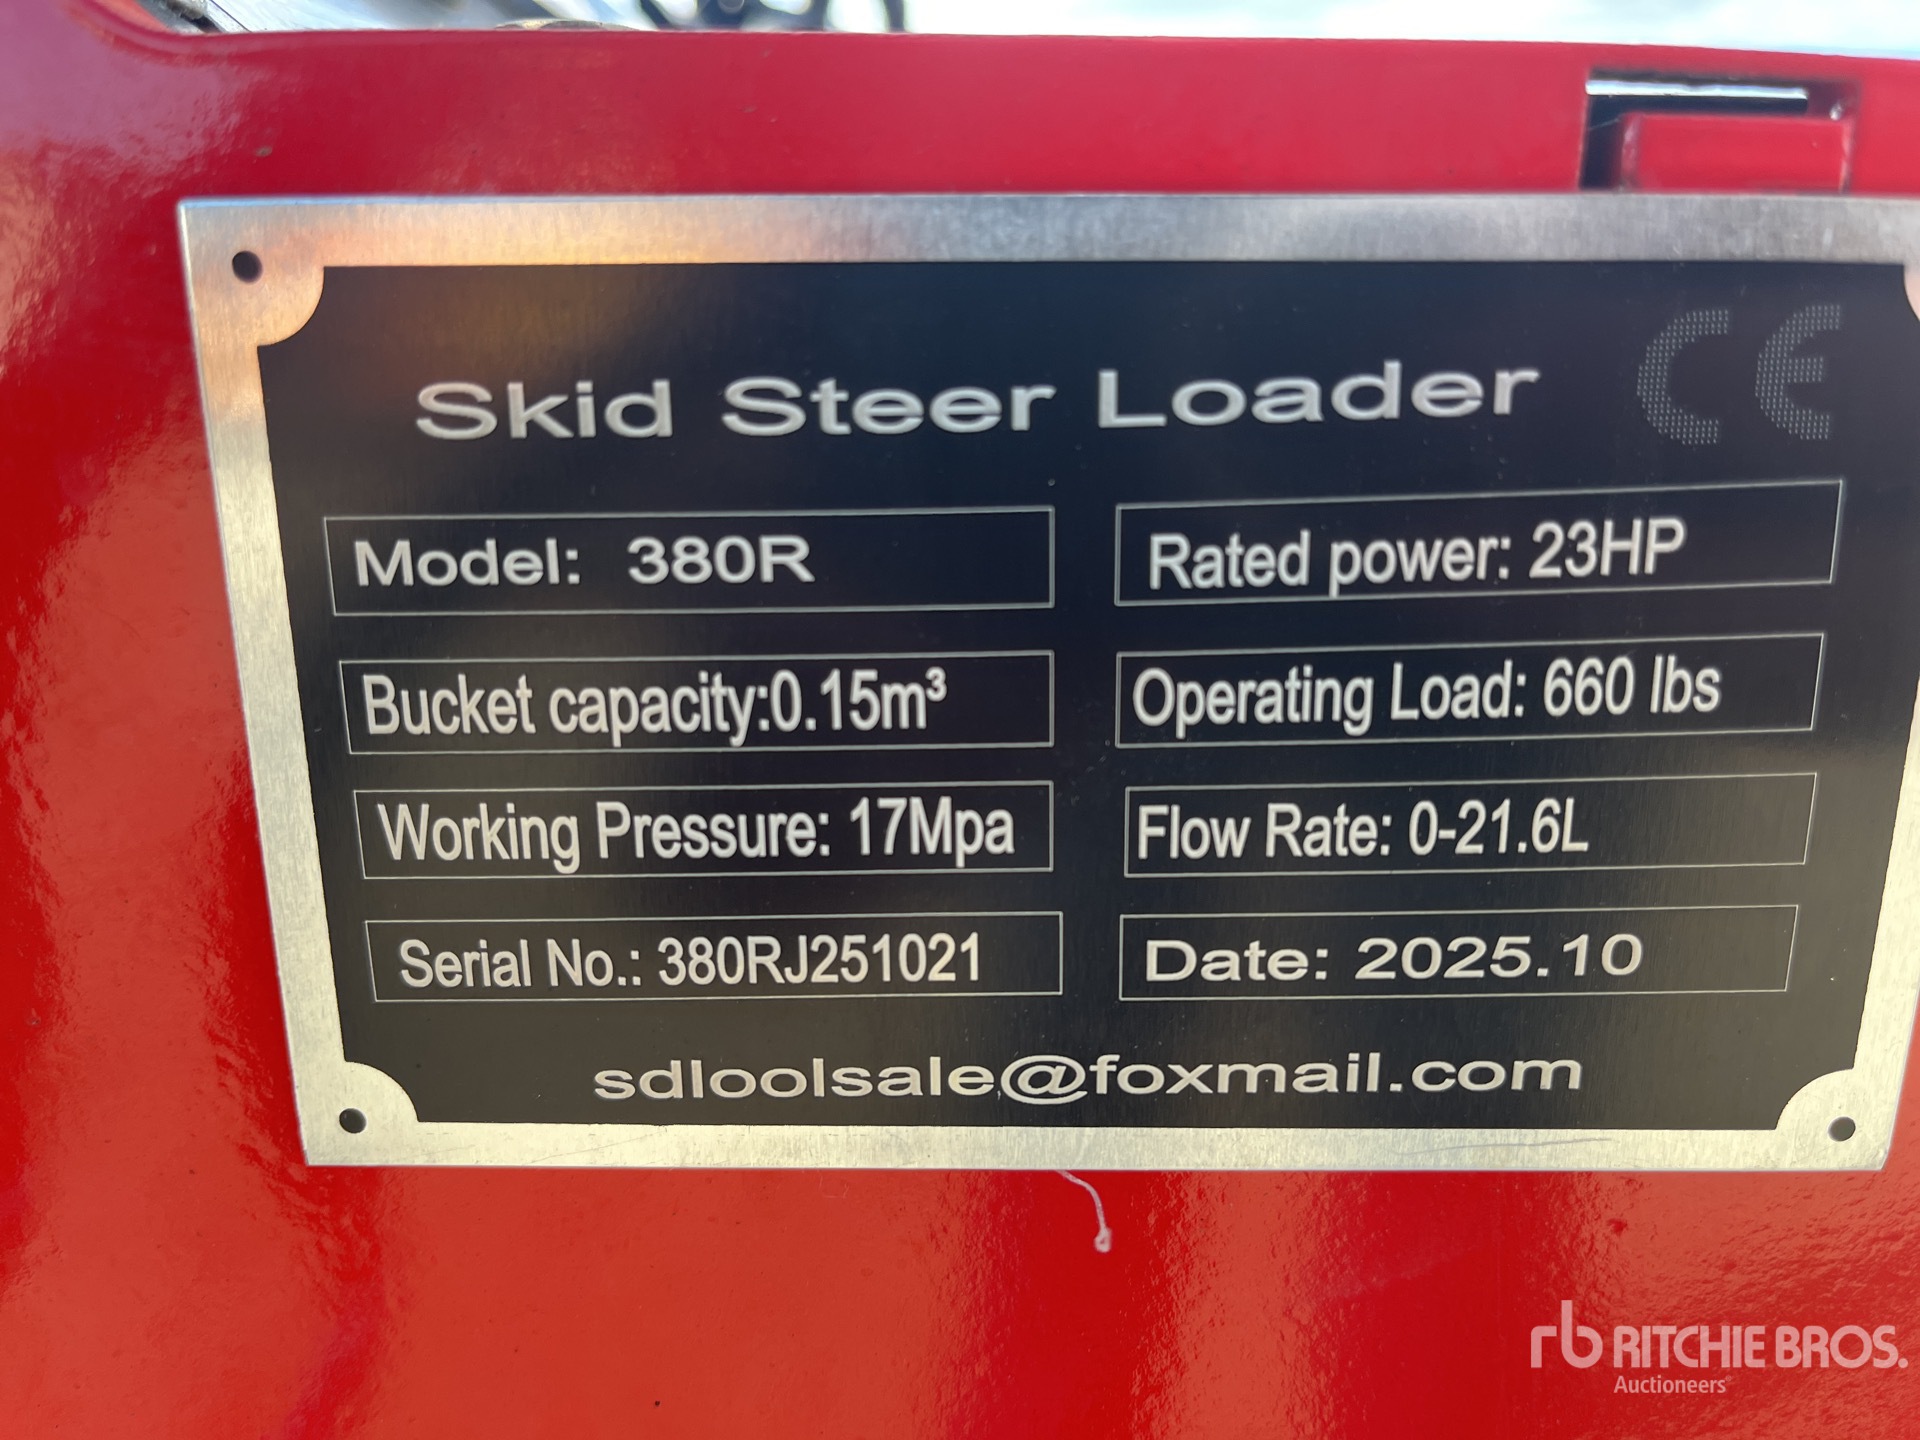 Skid Steer Loader CE
Model: 380R
Rated power: 23HP
Bucket capacity:0.15m³
Operating Load: 660 lbs
Working Pressure: 17Mpa
Flow Rate: 0-21.6L
Serial No.: 380RJ251021
Date: 2025.10
sdloolsale@foxmail.com
rb RITCHIE BROS.
Auctioneers